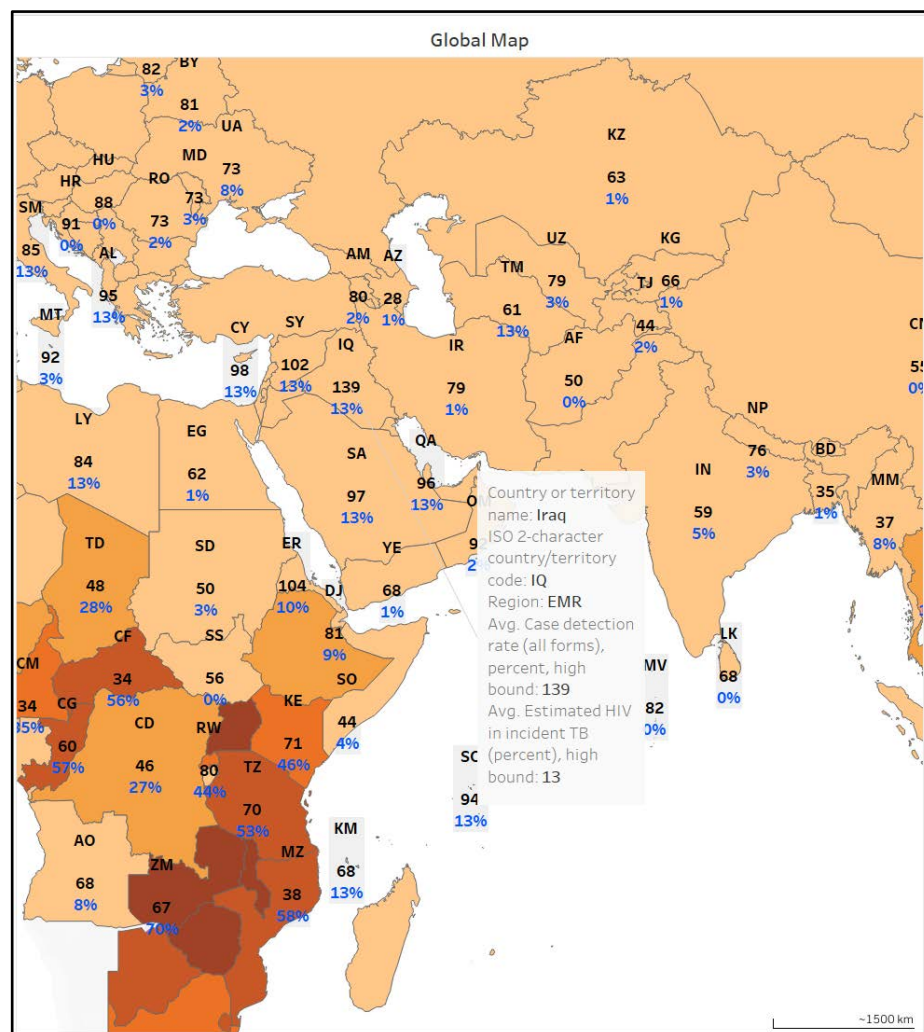 Global Map
82
3%
BY
81
2%
UA
73
8%
MD
73
3%
HU
88
0%
HR
91
0%
RO
73
2%
SM
85
13%
AL
95
13%
MT
92
3%
KZ
63
1%
UZ
79
3%
KG
66
1%
TM
61
13%
TJ
44
2%
AM
80
2%
AZ
28
1%
CY
98
13%
SY
102
13%
IQ
139
13%
IR
79
1%
AF
50
0%
NP
76
3%
BD
35
1%
IN
59
5%
MM
37
8%
LY
84
13%
EG
62
1%
SA
97
13%
QA
96
13%
YE
68
1%
TD
48
28%
SD
50
3%
ER
104
10%
DJ
81
9%
SS
56
0%
SO
44
4%
CF
34
56%
CM
34
CG
60
57%
CD
46
27%
RW
80
44%
KE
71
46%
TZ
70
53%
AO
68
8%
ZM
67
70%
MZ
38
58%
KM
68
13%
94
13%
82
LK
68
0%
MV
Country or territory
name: Iraq
ISO 2-character
country/territory
code: IQ
Region: EMR
Avg. Case detection
rate (all forms),
percent, high
bound: 139
Avg. Estimated HIV
in incident TB
(percent), high
bound: 13
~1500 km